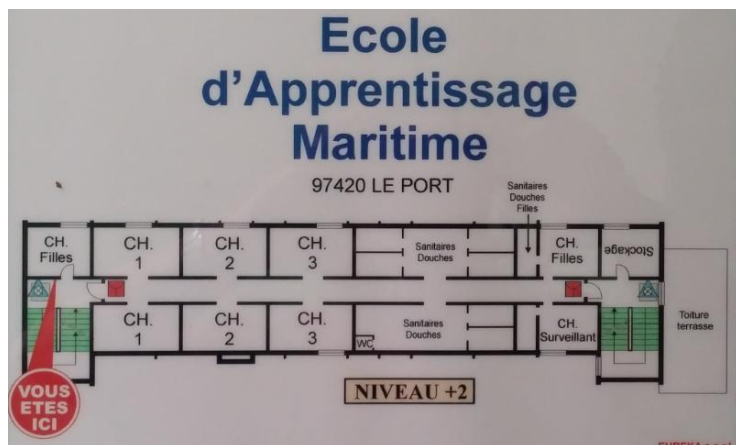 Ecole
d'Apprentissage
Maritime
97420 LE PORT
Sanitaires
Douches
Filles
CH.
Filles
CH.
1
CH.
2
CH.
3
Sanitaires
Douches
CH.
Filles
Stockage
CH.
1
CH.
2
CH.
3
WC
Sanitaires
Douches
CH.
Surveillant
Toiture
terrasse
VOUS
ETES
ICI
NIVEAU +2